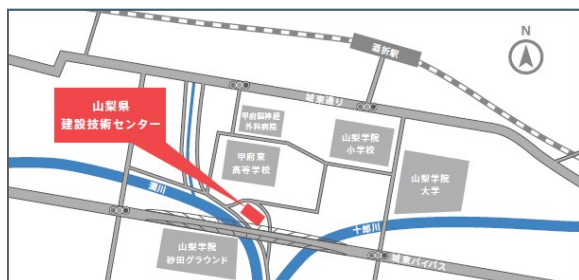 N
酒折駅
城東通り
山梨県
建設技術センター
甲府脳神経
外科病院
山梨学院
小学校
甲府東
高等学校
山梨学院
大学
濁川
十郎川
山梨学院
砂田グラウンド
城東バイパス